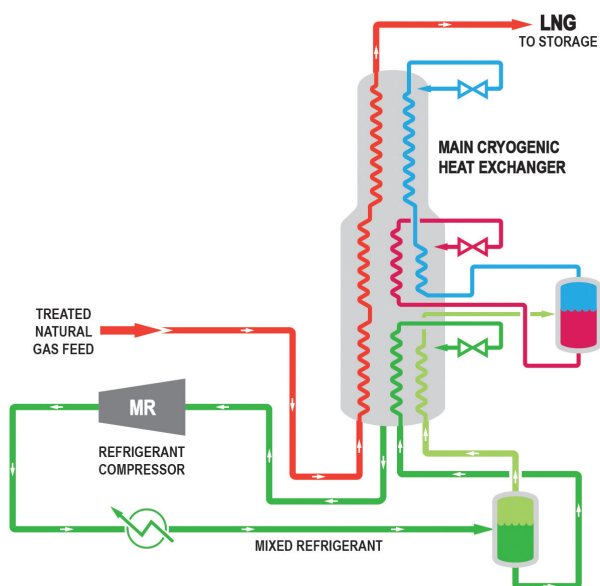 LNG
TO STORAGE
MAIN CRYOGENIC
HEAT EXCHANGER
TREATED
NATURAL
GAS FEED
MR
REFRIGERANT
COMPRESSOR
MIXED REFRIGERANT